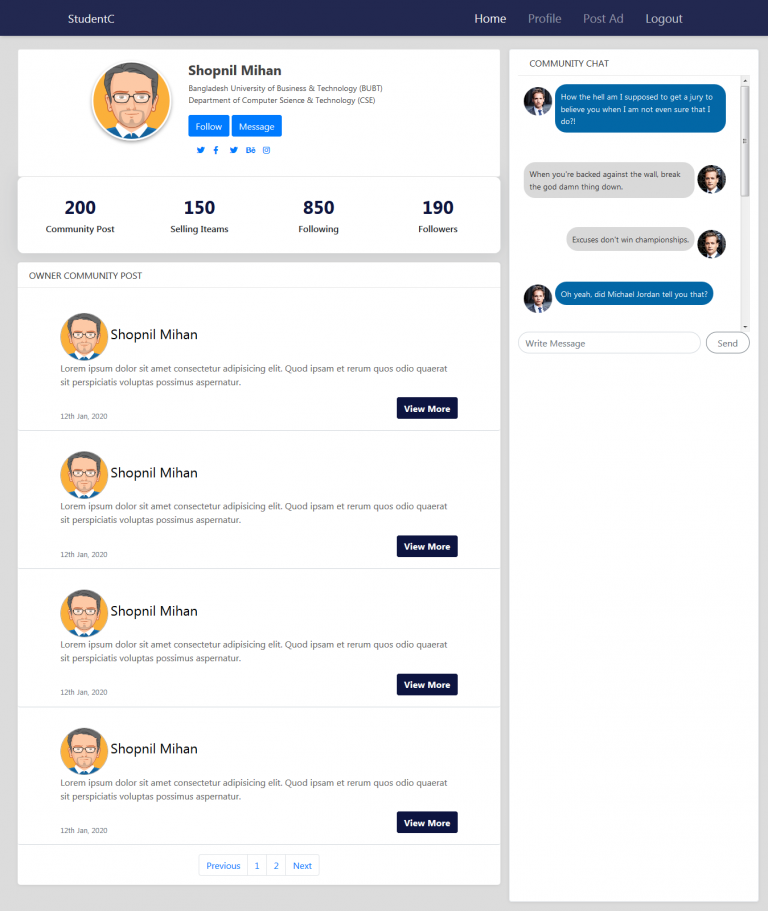 StudentC
Home Profile Post Ad Logout
Shopnil Mihan
Bangladesh University of Business & Technology (BUBT)
Department of Computer Science & Technology (CSE)
Follow Message
Bē
200 150 850 190
Community Post Selling Iteams Following Followers
OWNER COMMUNITY POST
Shopnil Mihan
Lorem ipsum dolor sit amet consectetur adipisicing elit. Quod ipsam et rerum quos odio quaerat
sit perspiciatis voluptas possimus aspernatur.
View More
12th Jan, 2020
Shopnil Mihan
Lorem ipsum dolor sit amet consectetur adipisicing elit. Quod ipsam et rerum quos odio quaerat
sit perspiciatis voluptas possimus aspernatur.
View More
12th Jan, 2020
Shopnil Mihan
Lorem ipsum dolor sit amet consectetur adipisicing elit. Quod ipsam et rerum quos odio quaerat
sit perspiciatis voluptas possimus aspernatur.
View More
12th Jan, 2020
Shopnil Mihan
Lorem ipsum dolor sit amet consectetur adipisicing elit. Quod ipsam et rerum quos odio quaerat
sit perspiciatis voluptas possimus aspernatur.
View More
12th Jan, 2020
Previous 1 2 Next
COMMUNITY CHAT
How the hell am I supposed to get a jury to
believe you when I am not even sure that I
do?!
When you're backed against the wall, break
the god damn thing down.
Excuses don't win championships.
Oh yeah, did Michael Jordan tell you that?
Write Message Send